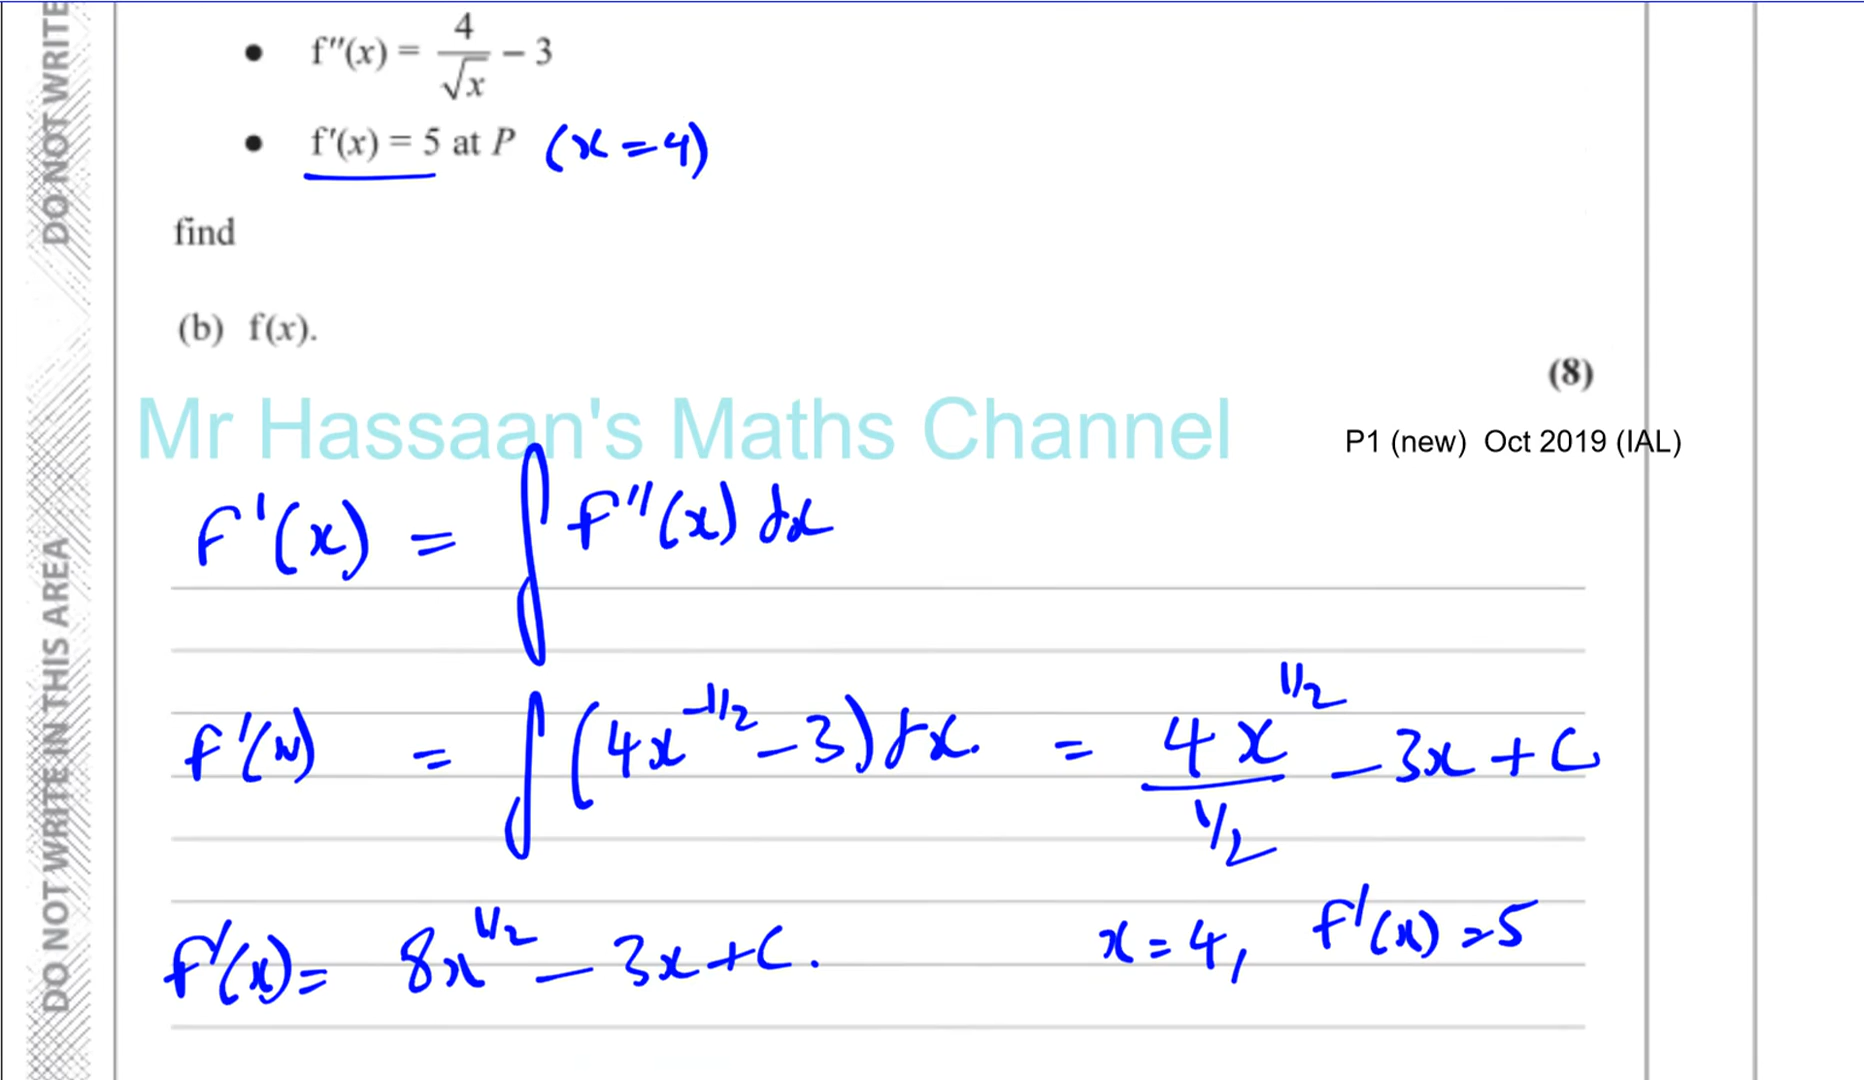 DO NOT WRITE
f″(x) = 4/√x − 3
f′(x) = 5 at P (x = 4)
find
(b) f(x).
(8)
Mr Hassaan's Maths Channel
P1 (new) Oct 2019 (IAL)
f'(x) = ∫ f''(x) dx
f'(x) = ∫ (4x^-1/2 − 3) dx. = 4x^1/2 / 1/2 − 3x + C
f'(x) = 8x^1/2 − 3x + C.
x = 4, f'(x) = 5
DO NOT WRITE IN THIS AREA